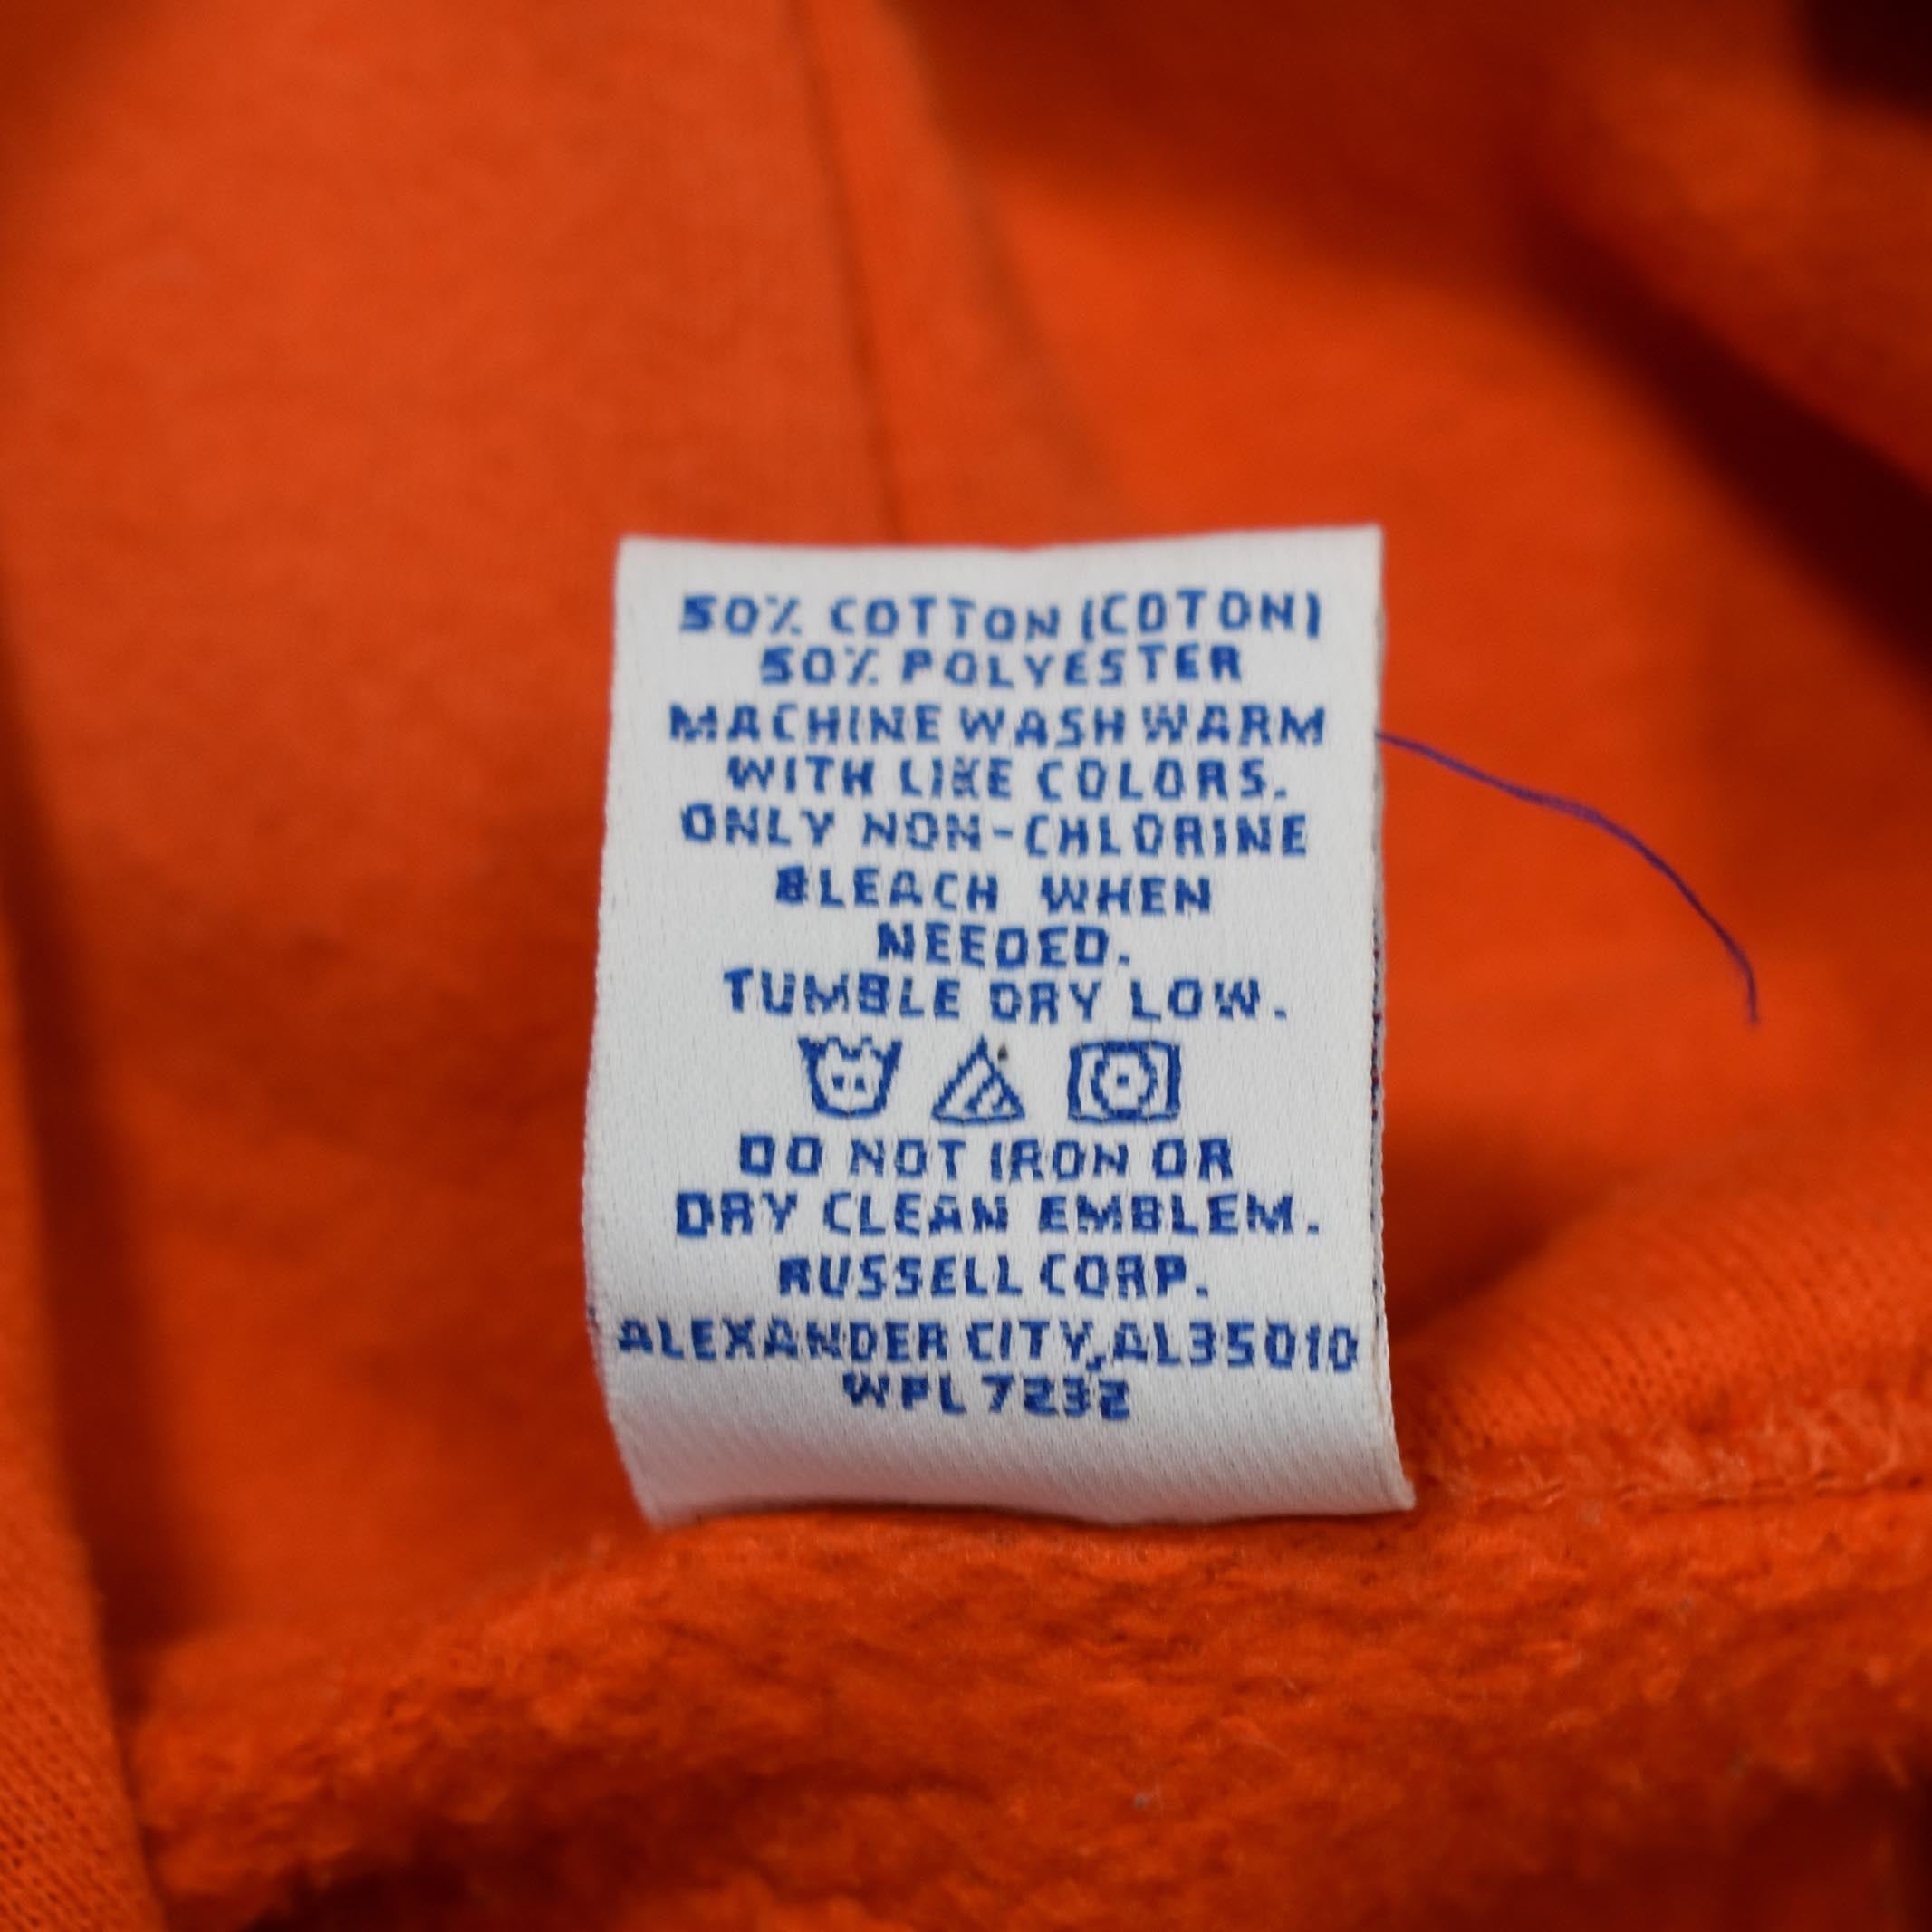 50% COTTON (COTON)
50% POLYESTER
MACHINE WASH WARM
WITH LIKE COLORS.
ONLY NON-CHLORINE
BLEACH WHEN
NEEDED.
TUMBLE DRY LOW.
DO NOT IRON OR
DRY CLEAN EMBLEM.
RUSSELL CORP.
ALEXANDER CITY, AL35010
WPL 7232